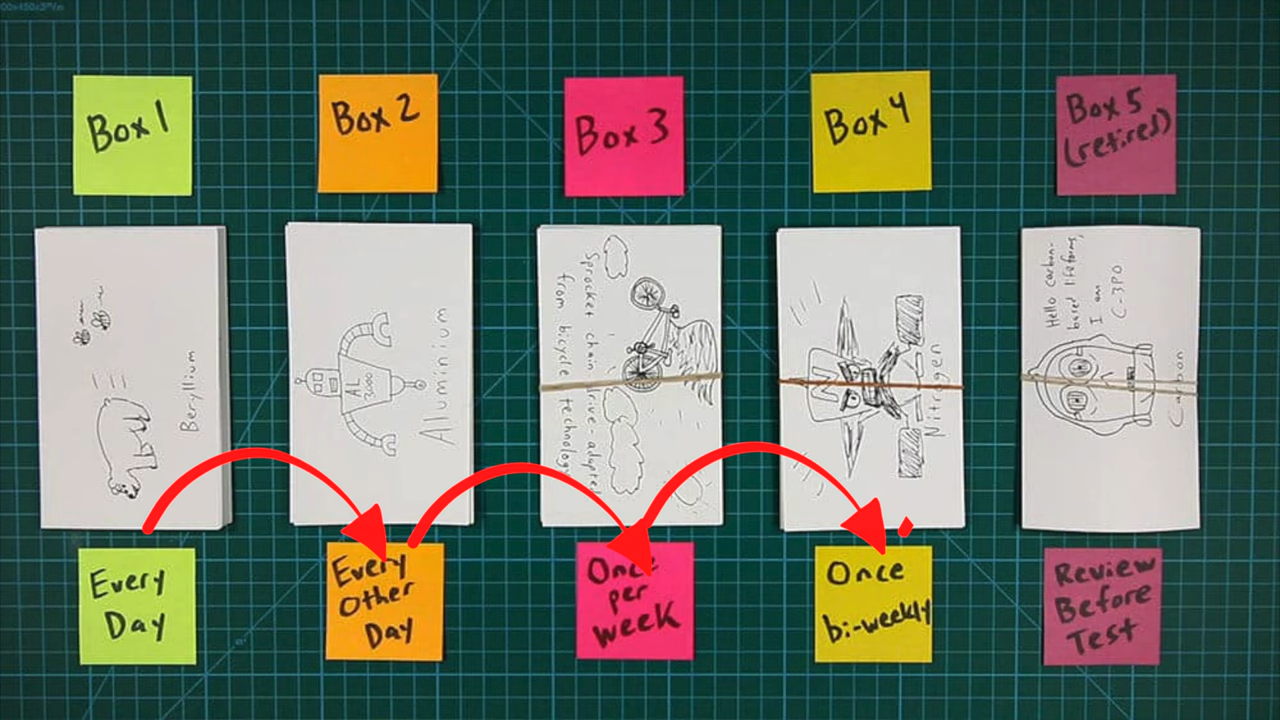 Box 1
Box 2
Box 3
Box 4
Box 5
(retired)
Beryllium
AL
3000
Aluminium
Sprocket chain drive-adapted
from bicycle technology
N
Nitrogen
Hello carbon-
based lifeforms,
I am
C-3PO
Carbon
Every
Day
Every
Other
Day
Once
per
week
Once
bi-weekly
Review
Before
Test